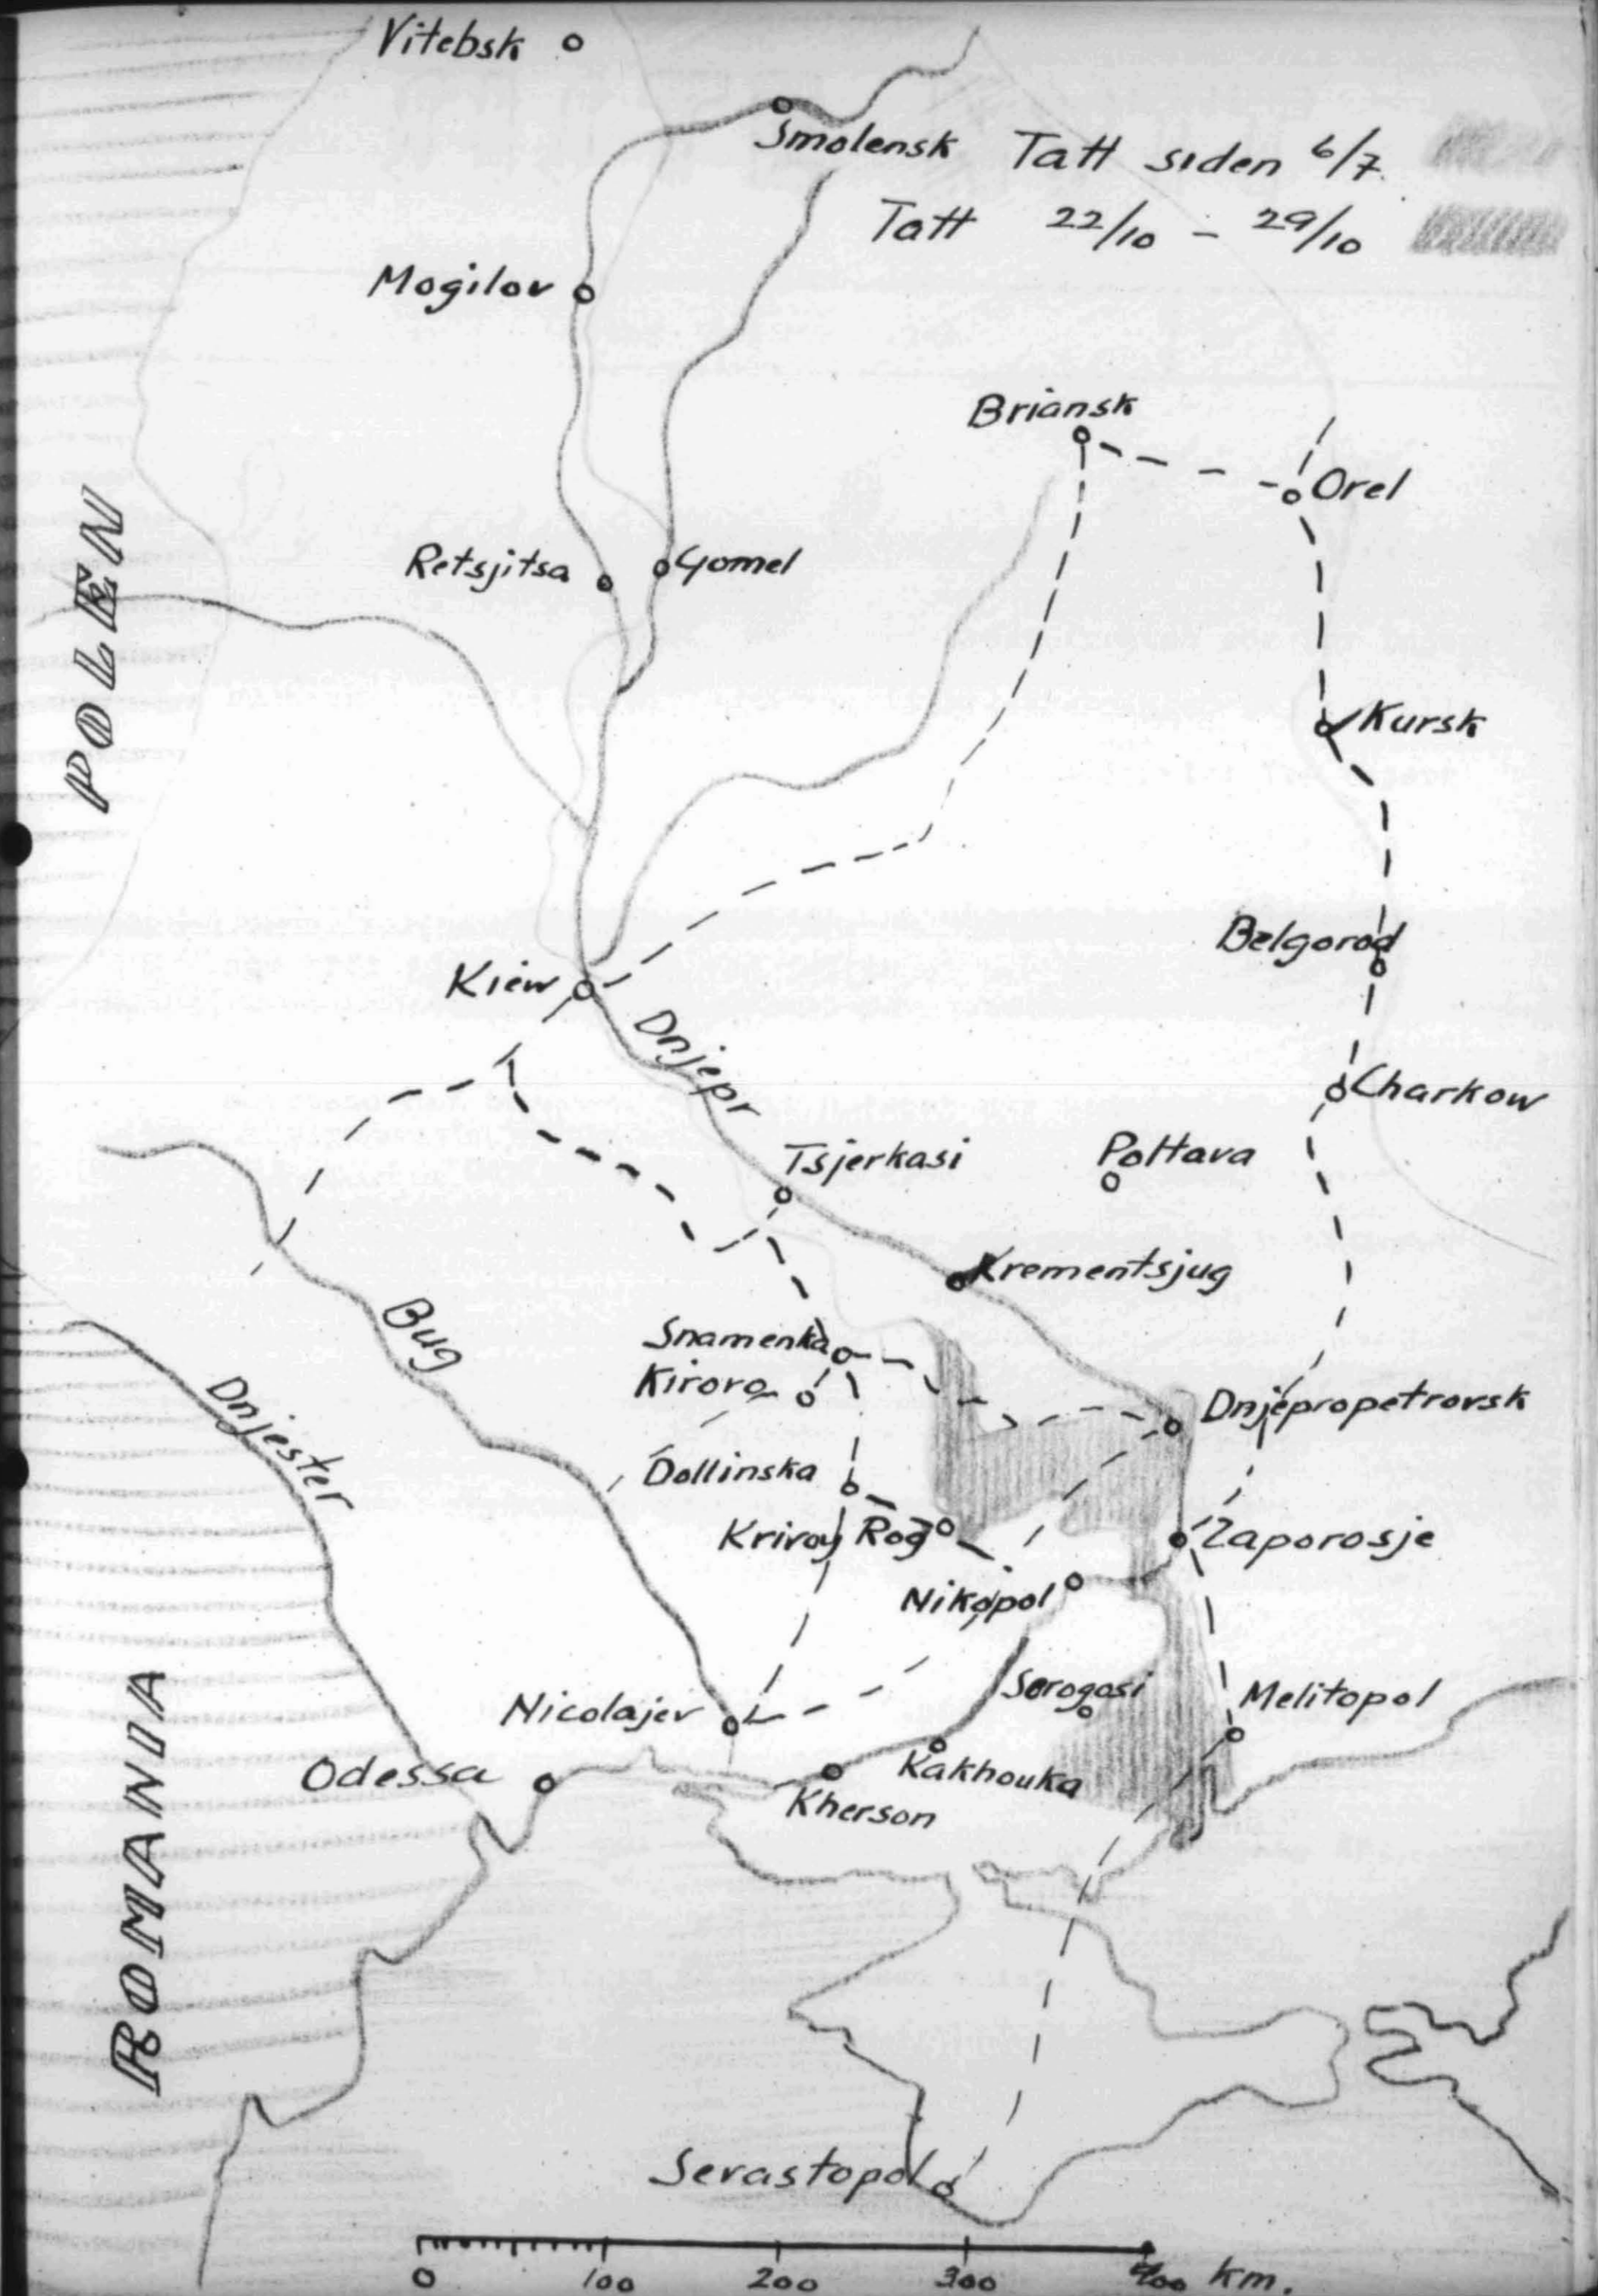 Vitebsk
Smolensk
Tatt siden 6/7.
Tatt 22/10 - 29/10
Mogilov
Briansk
Orel
POLEN
Retsjitsa
Gomel
Kursk
Belgorod
Kiew
Dnjepr
Charkow
Tsjerkasi
Poltava
Krementsjug
Bug
Snamenka
Kirovo
Dnjester
Dnjepropetrovsk
Dollinska
Krivoy Rog
Zaporosje
Nikopol
ROMANIA
Serogosi
Melitopol
Nicolajev
Odessa
Kakhouka
Kherson
Sevastopol
0 100 200 300 400 km.